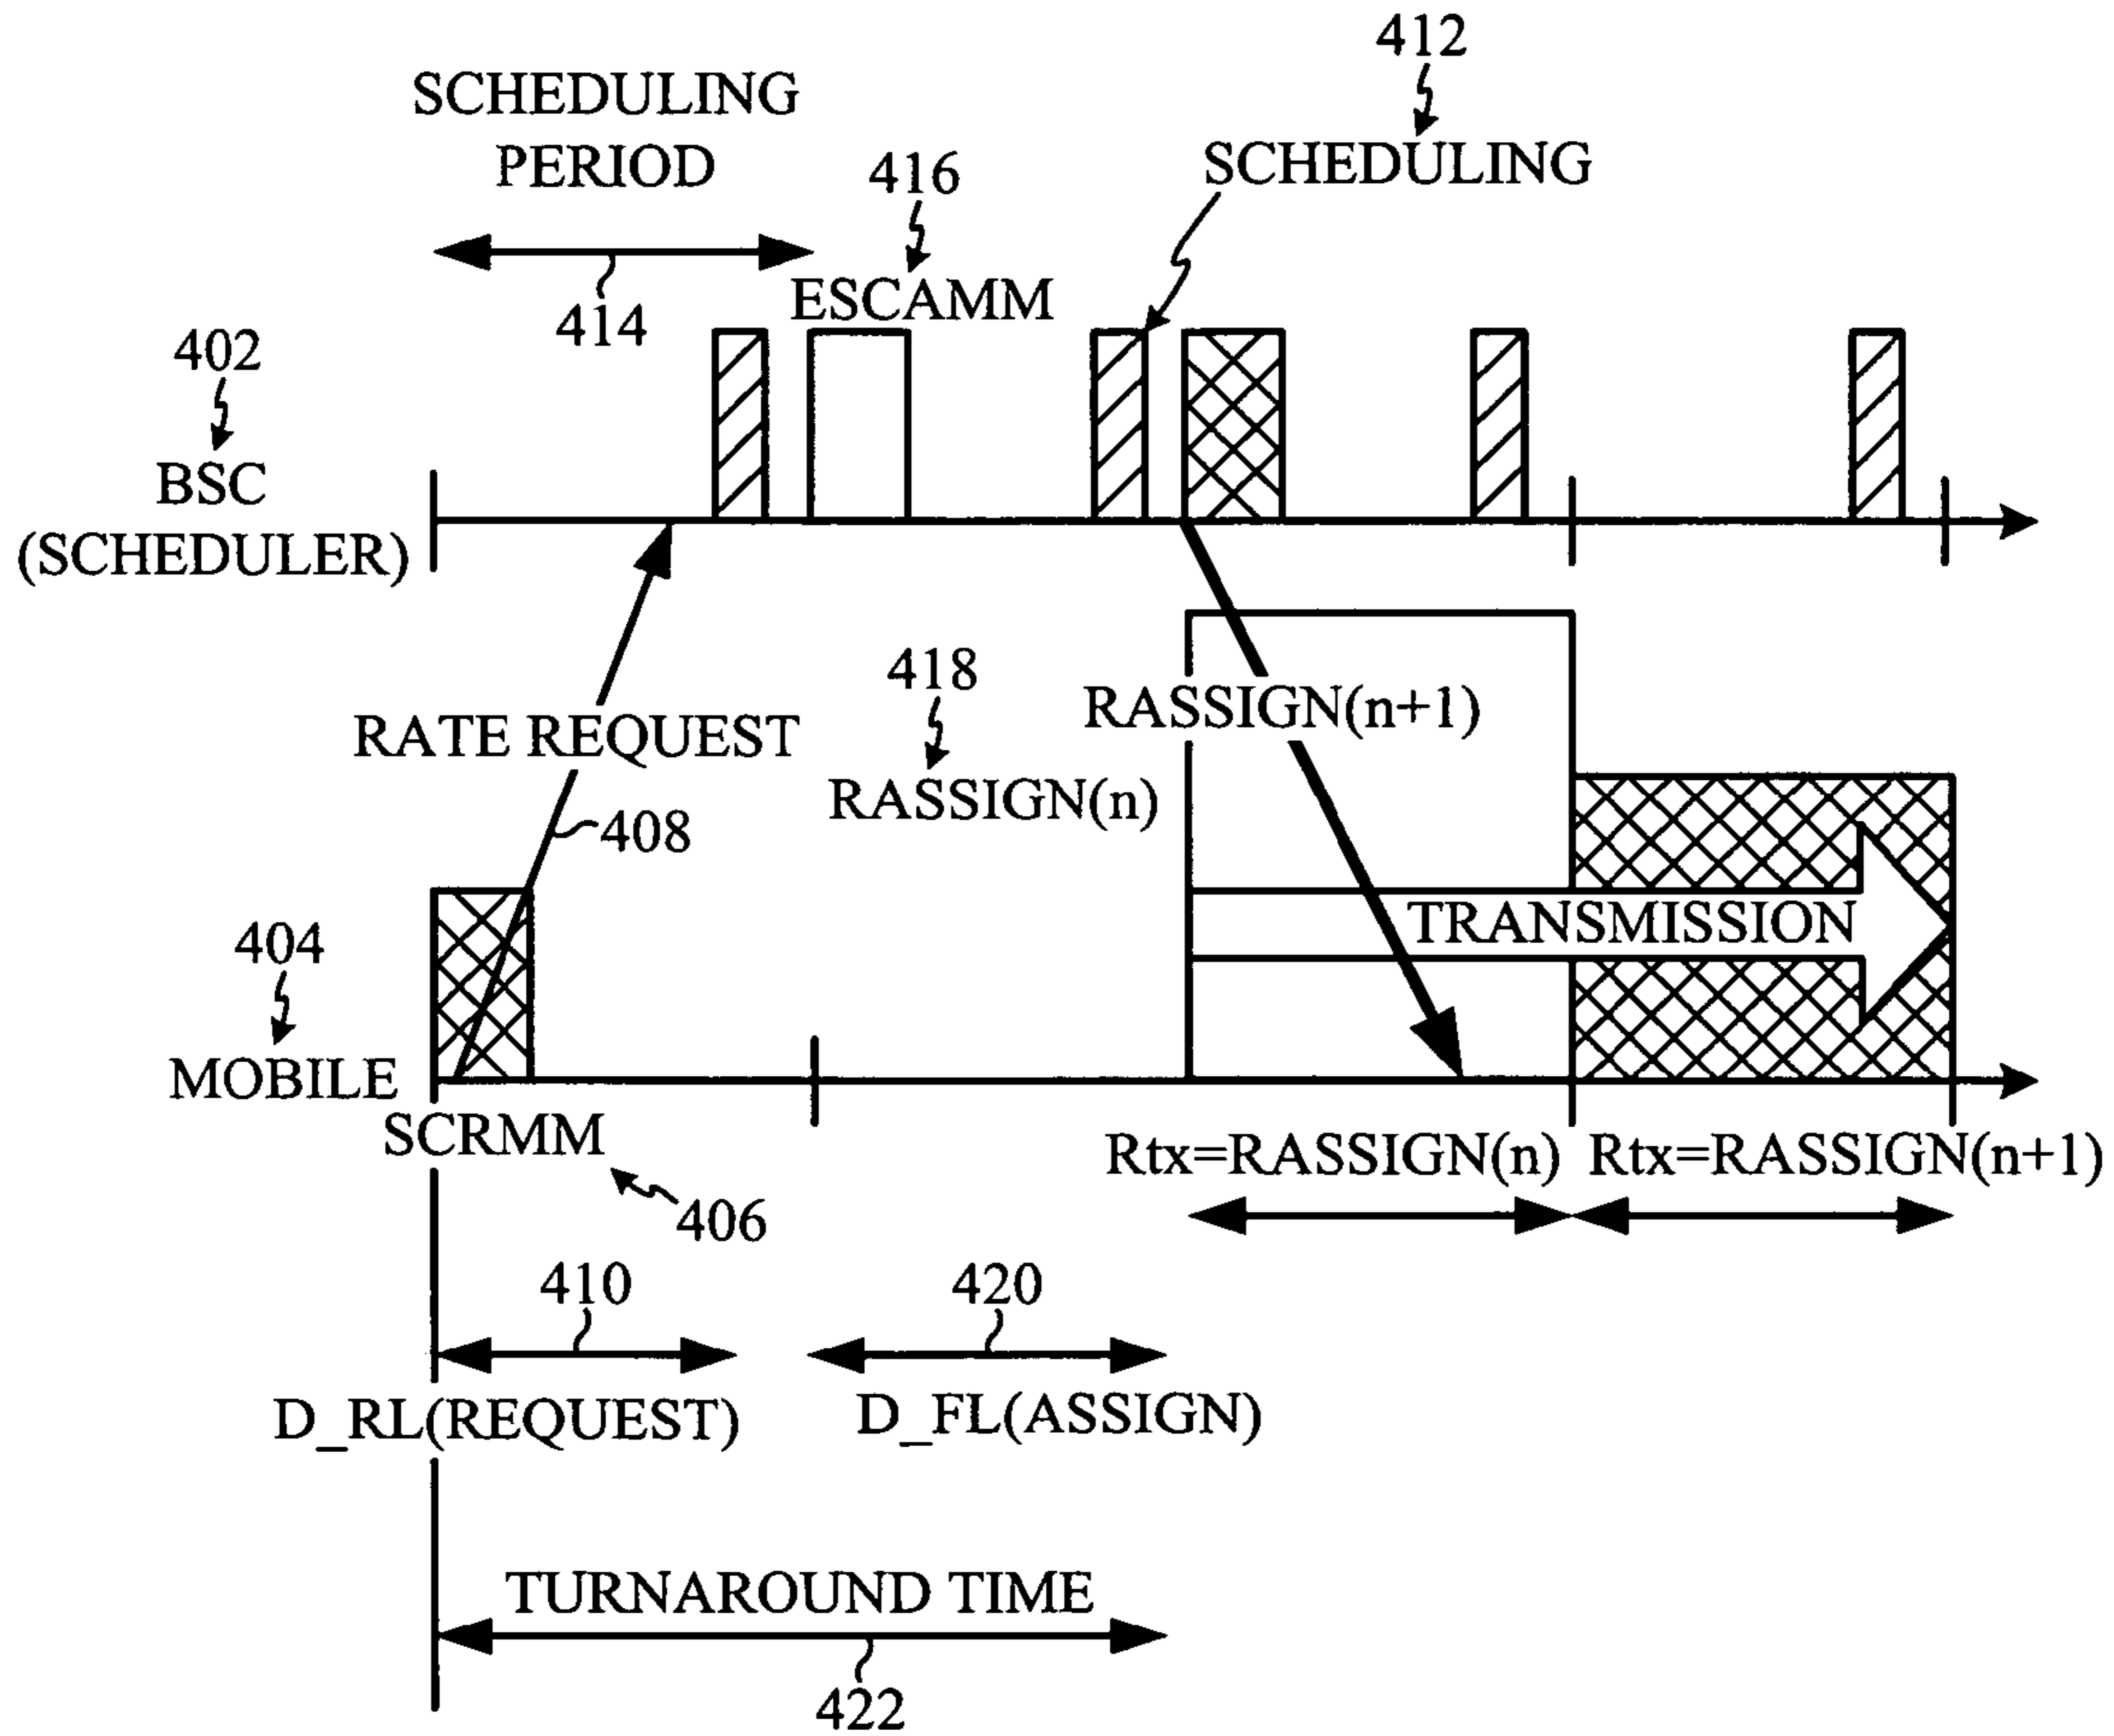 412
SCHEDULING
PERIOD
416
SCHEDULING
414
ESCAMM
402
BSC
(SCHEDULER)
418
RASSIGN(n+1)
RATE REQUEST
RASSIGN(n)
408
404
TRANSMISSION
MOBILE
SCRMM
Rtx=RASSIGN(n)
Rtx=RASSIGN(n+1)
406
410
420
D_RL(REQUEST)
D_FL(ASSIGN)
TURNAROUND TIME
422